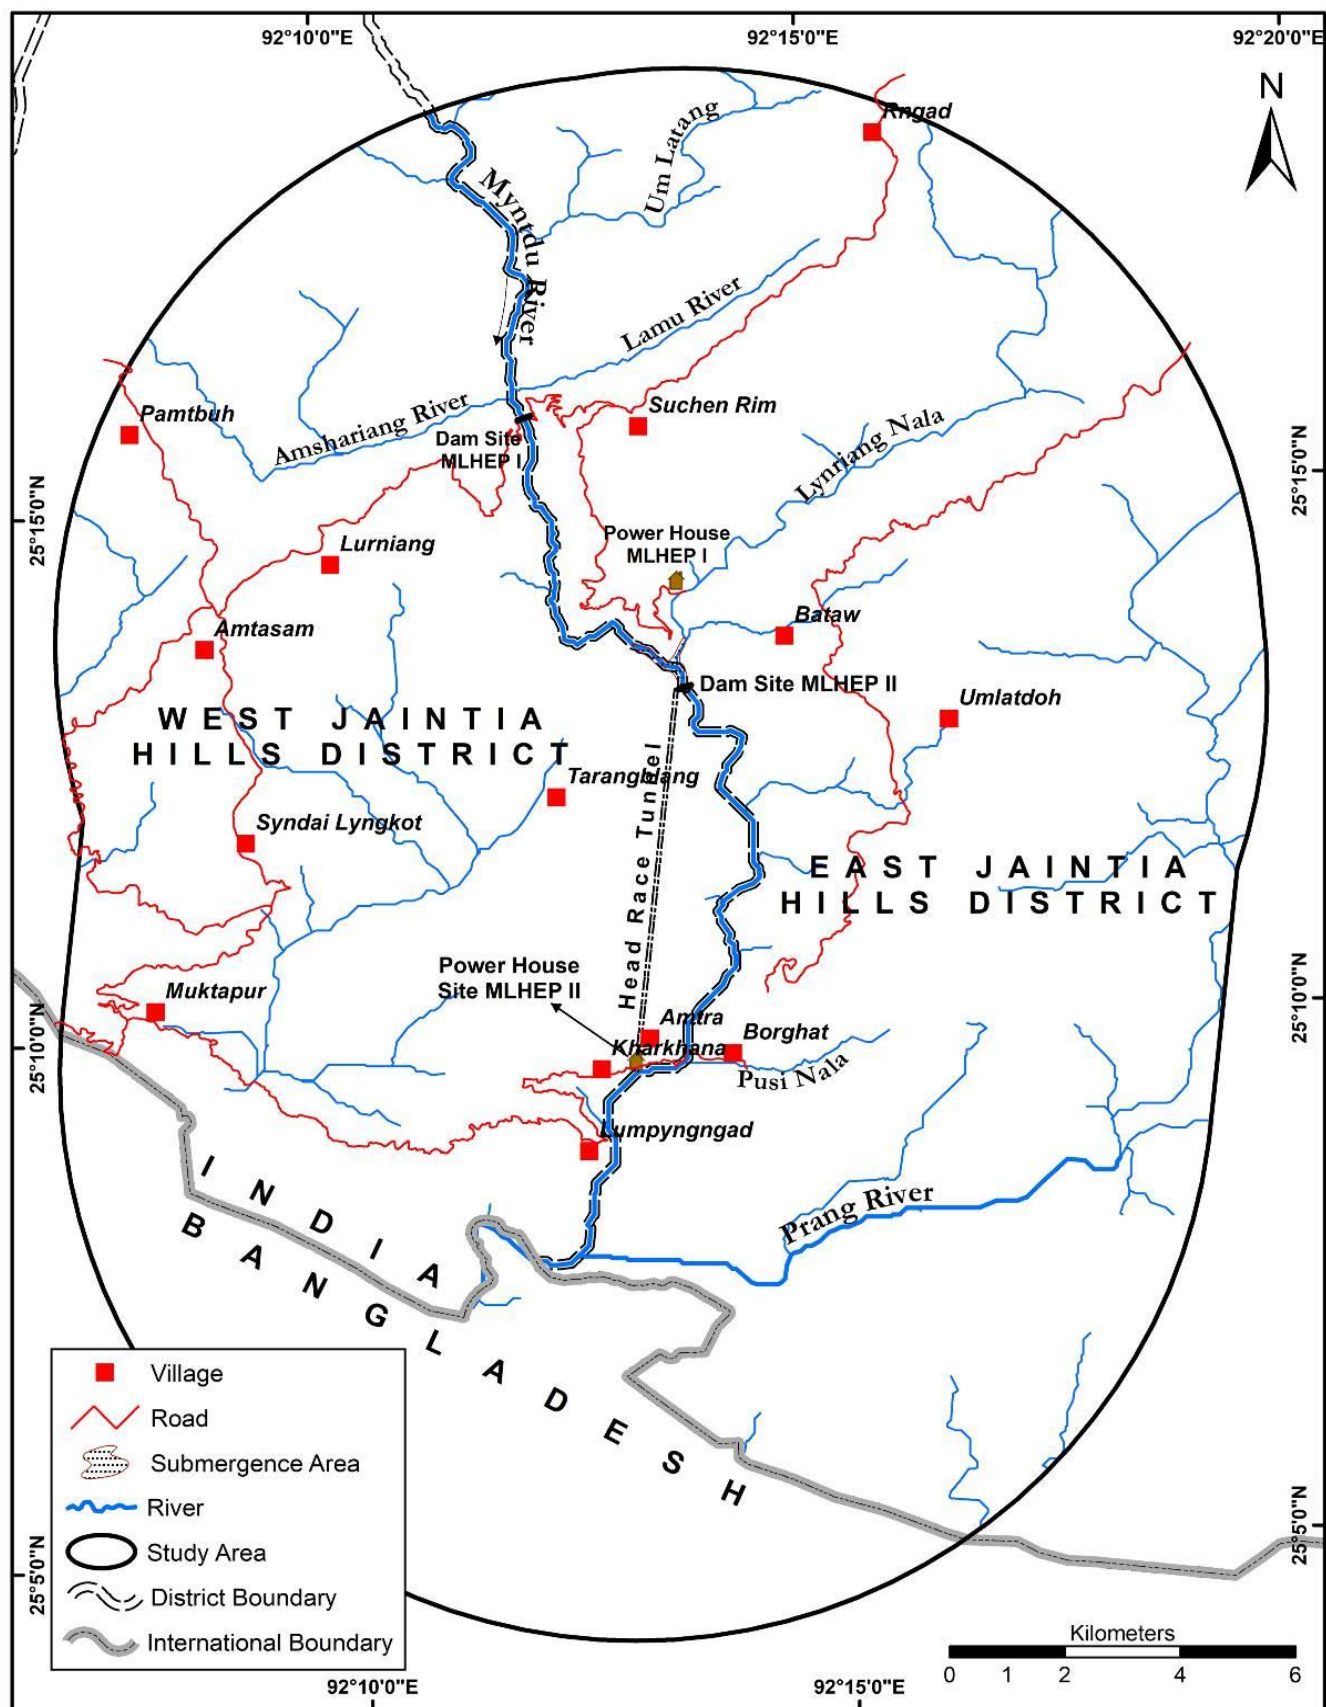 92°10'0"E
92°15'0"E
92°20'0"E
N
Rngad
Um Latang
Myntdu River
Lamu River
Pamtbuh
Suchen Rim
Amshariang River
Dam Site
MLHEP I
Lynriang Nala
25°15'0"N
25°15'0"N
Power House
MLHEP I
Lurniang
Amtasam
Bataw
Dam Site MLHEP II
Umlatdoh
WEST JAINTIA
HILLS DISTRICT
Tarangblang
Head Race Tunnel
Syndai Lyngkot
EAST JAINTIA
HILLS DISTRICT
Power House
Site MLHEP II
Muktapur
Amtra
Borghat
Kharkhana
Pusi Nala
25°10'0"N
25°10'0"N
Lumpyngngad
INDIA
BANGLADESH
Prang River
Village
Road
Submergence Area
River
Study Area
District Boundary
International Boundary
25°5'0"N
25°5'0"N
Kilometers
0 1 2 4 6
92°10'0"E
92°15'0"E